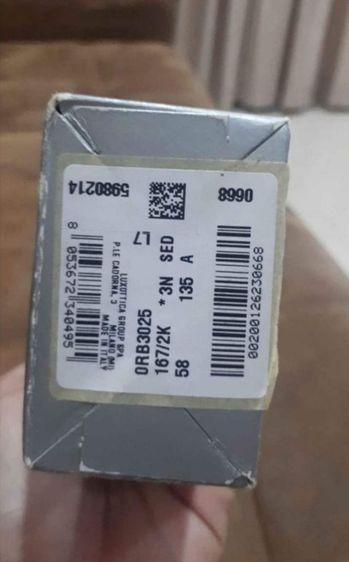 5980214
0668
L7
0RB3025 * 3N SED
167/2K 135 A
58
LUXOTTICA GROUP SPA
P.LE CADORNA, 3
MADE IN ITALY
8 053672 340495
00200126230668